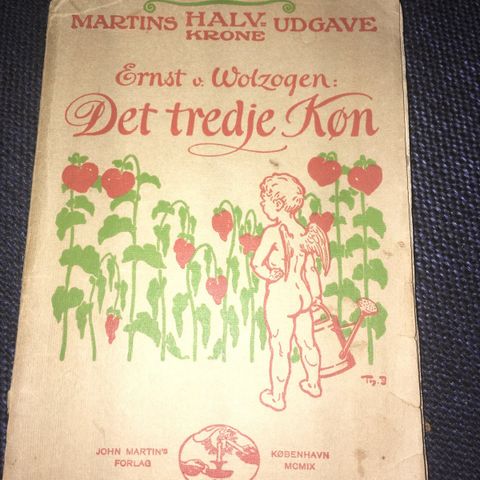 MARTINS HALV= UDGAVE
KRONE
Ernst v. Wolzogen:
Det tredje Køn
JOHN MARTIN'S
FORLAG
KØBENHAVN
MCMIX